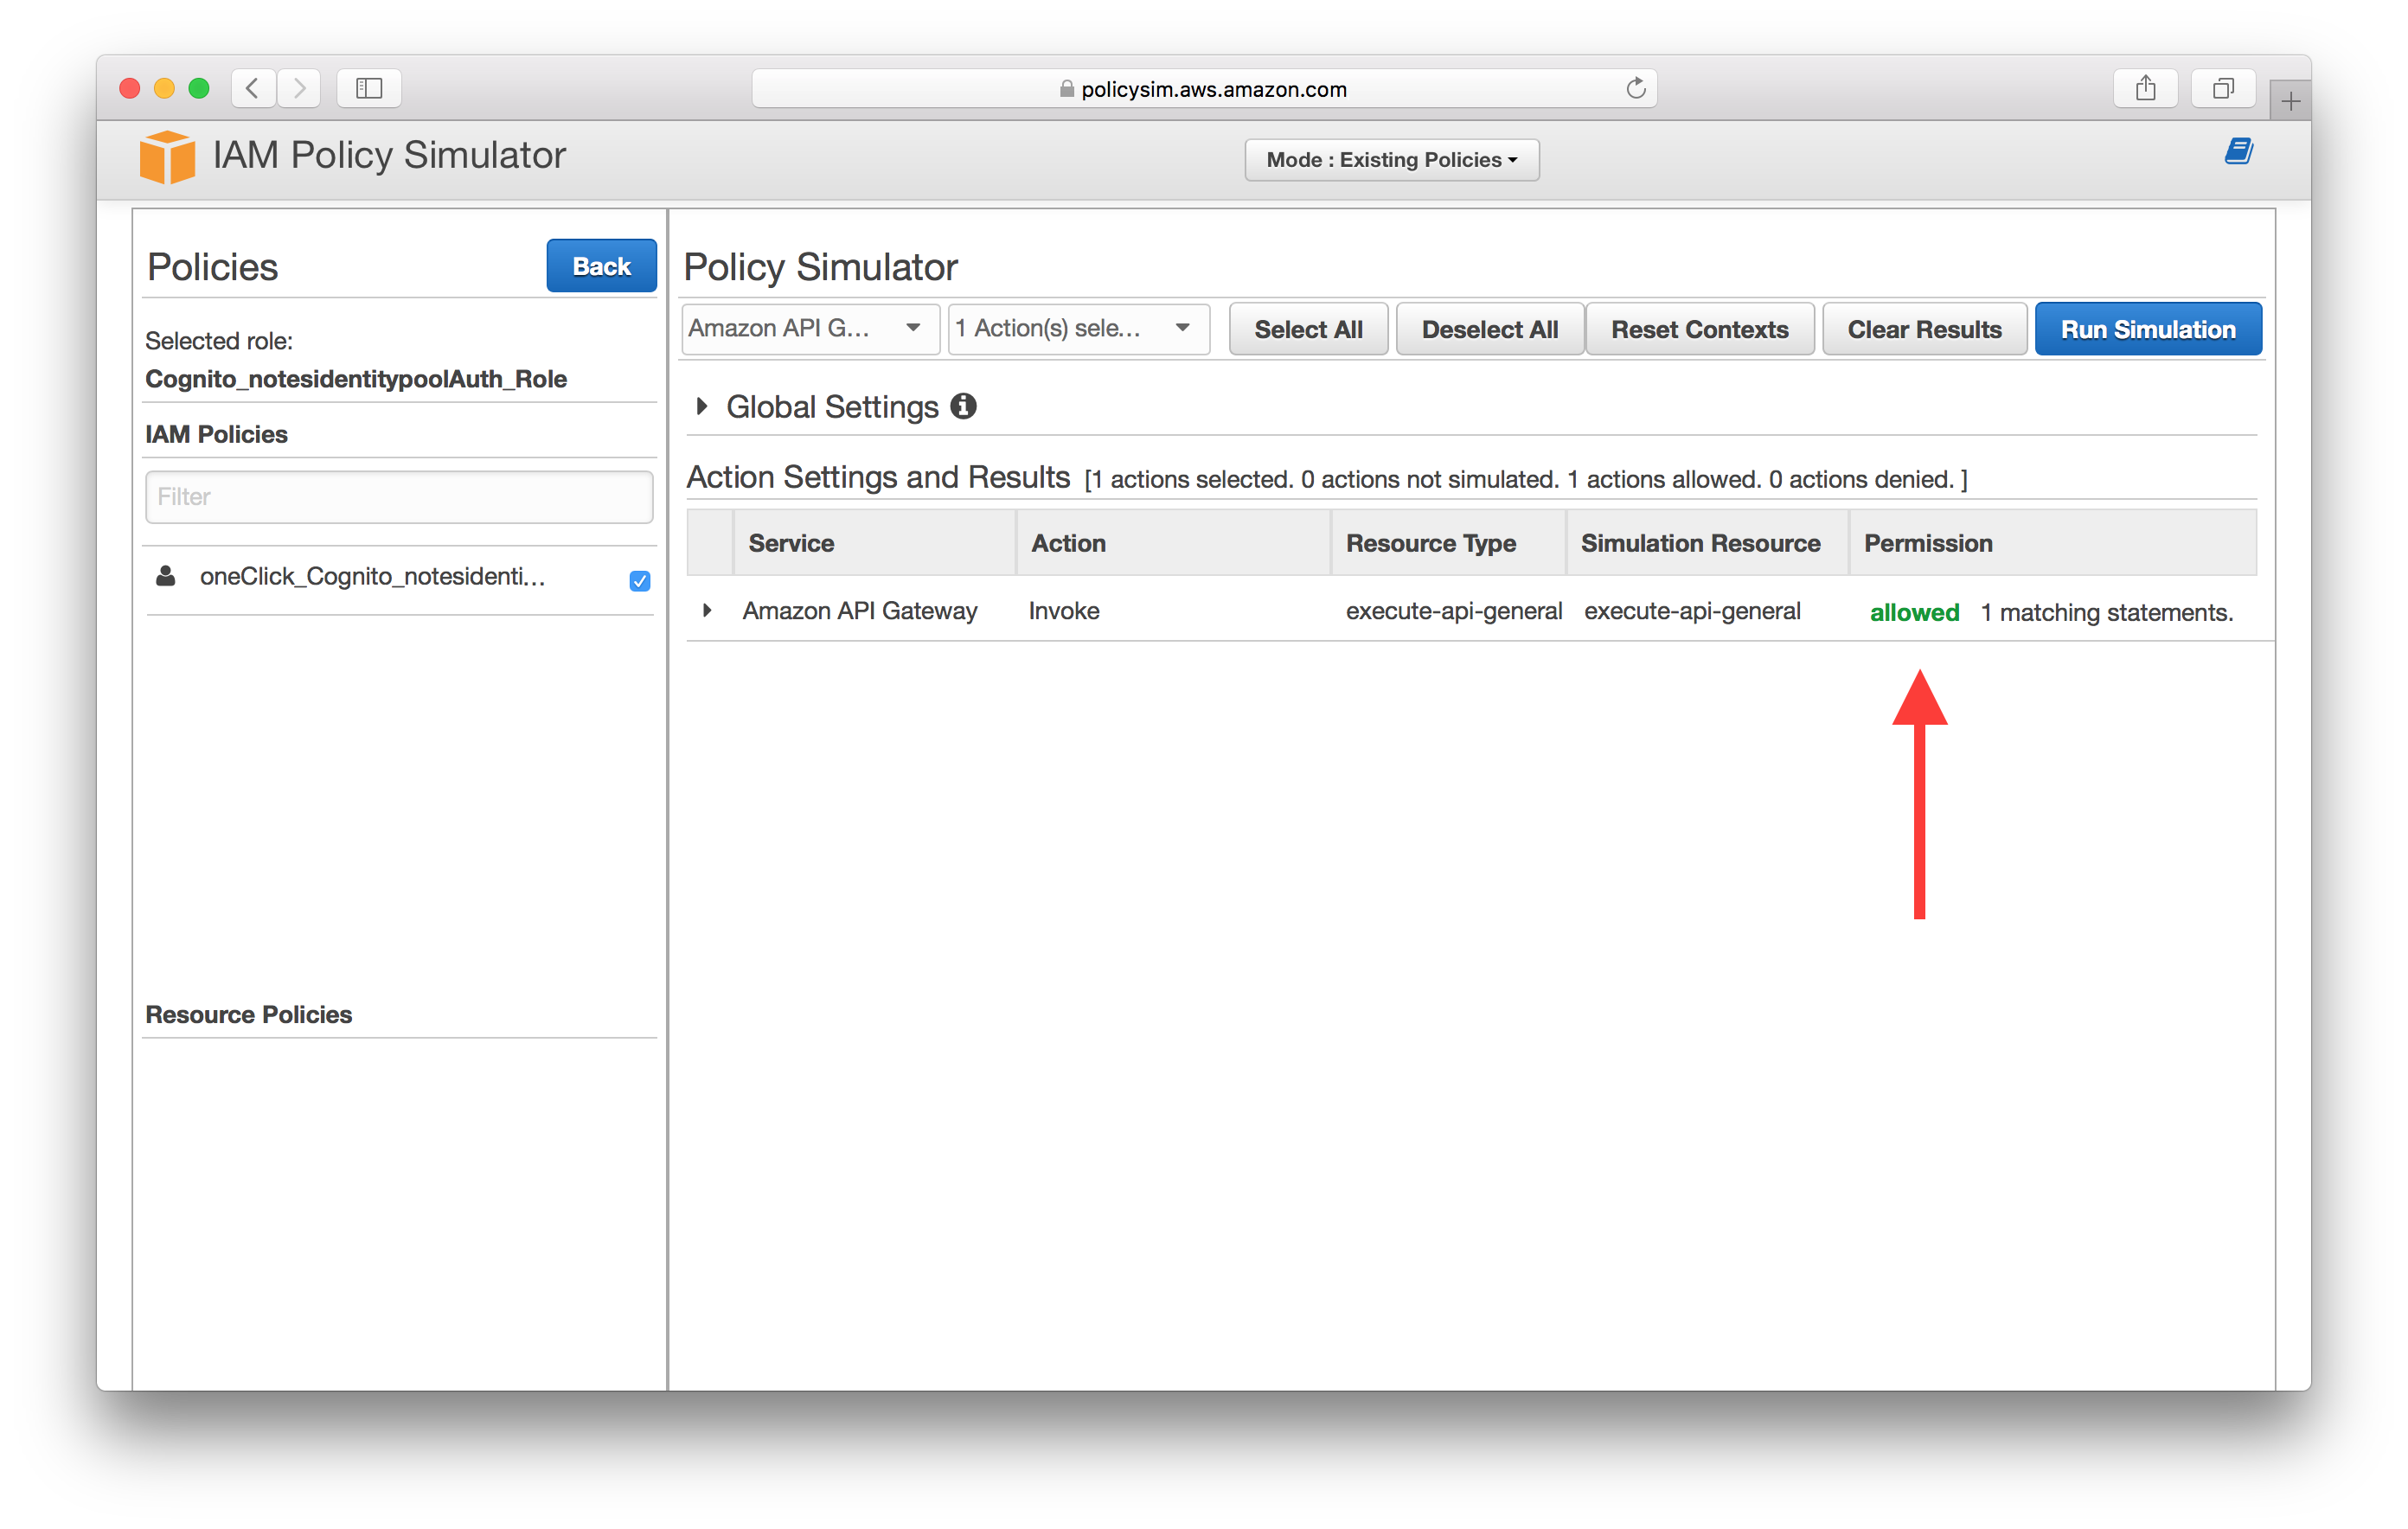 policysim.aws.amazon.com
IAM Policy Simulator
Mode : Existing Policies
Policies
Back
Selected role:
Cognito_notesidentitypoolAuth_Role
IAM Policies
Filter
oneClick_Cognito_notesidenti...
Resource Policies
Policy Simulator
Amazon API G...
1 Action(s) sele...
Select All
Deselect All
Reset Contexts
Clear Results
Run Simulation
Global Settings
Action Settings and Results [1 actions selected. 0 actions not simulated. 1 actions allowed. 0 actions denied. ]
Service Action Resource Type Simulation Resource Permission
Amazon API Gateway Invoke execute-api-general execute-api-general allowed 1 matching statements.